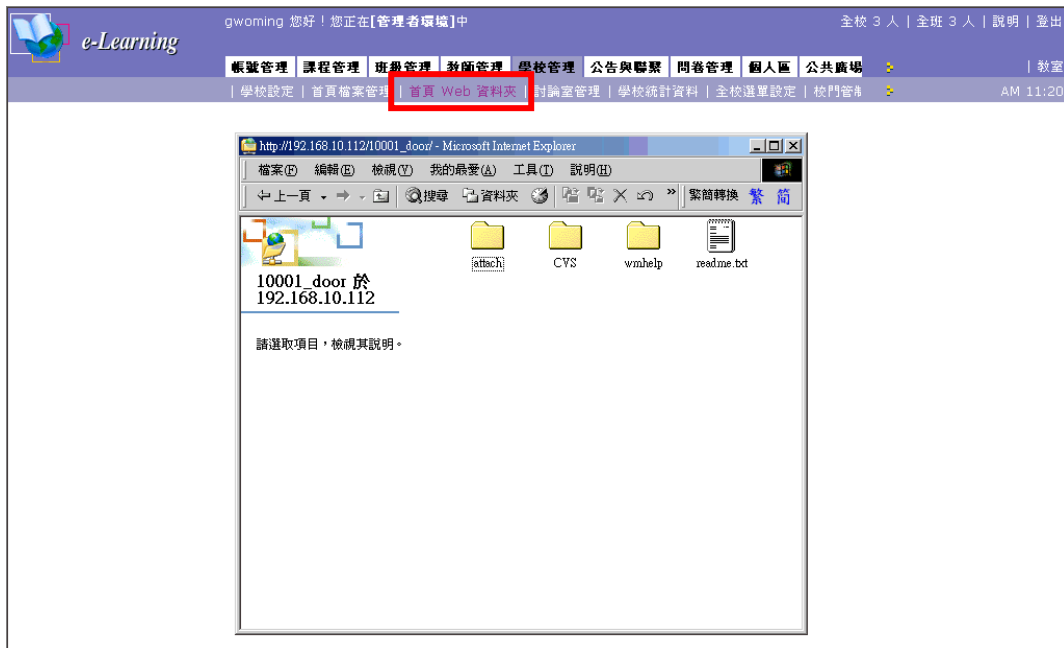 e-Learning
gwoming 您好！您正在[管理者環境]中
全校 3 人 | 全班 3 人 | 說明 | 登出
帳號管理 課程管理 班級管理 教師管理 學校管理 公告與聯繫 問卷管理 個人區 公共廣場 | 教室
| 學校設定 | 首頁檔案管理 | 首頁 Web 資料夾 | 討論室管理 | 學校統計資料 | 全校選單設定 | 校門管制 AM 11:20
http://192.168.10.112/10001_door/ - Microsoft Internet Explorer
檔案(F) 編輯(E) 檢視(V) 我的最愛(A) 工具(T) 說明(H)
上一頁 搜尋 資料夾 » 繁簡轉換 繁 简
attach CVS wmhelp readme.txt
10001_door 於
192.168.10.112
請選取項目，檢視其說明。